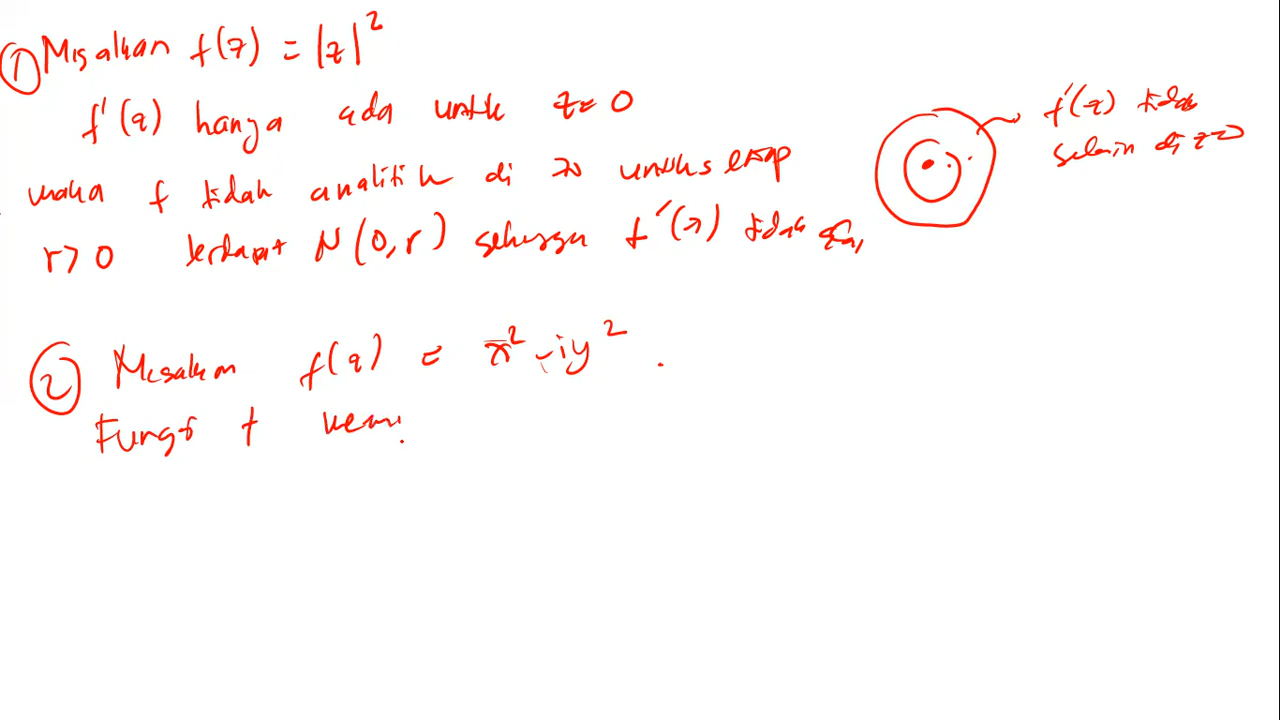 ① Misalkan f(z) = |z|²
f'(z) hanya ada untuk z = 0
maka f tidak analitik di z0 untuk setiap
r > 0 terdapat N(0, r) sehingga f'(z) tidak ada,
f'(z) tidak
selain di z=0
② Misalkan f(z) = x² - iy².
Fungsi f